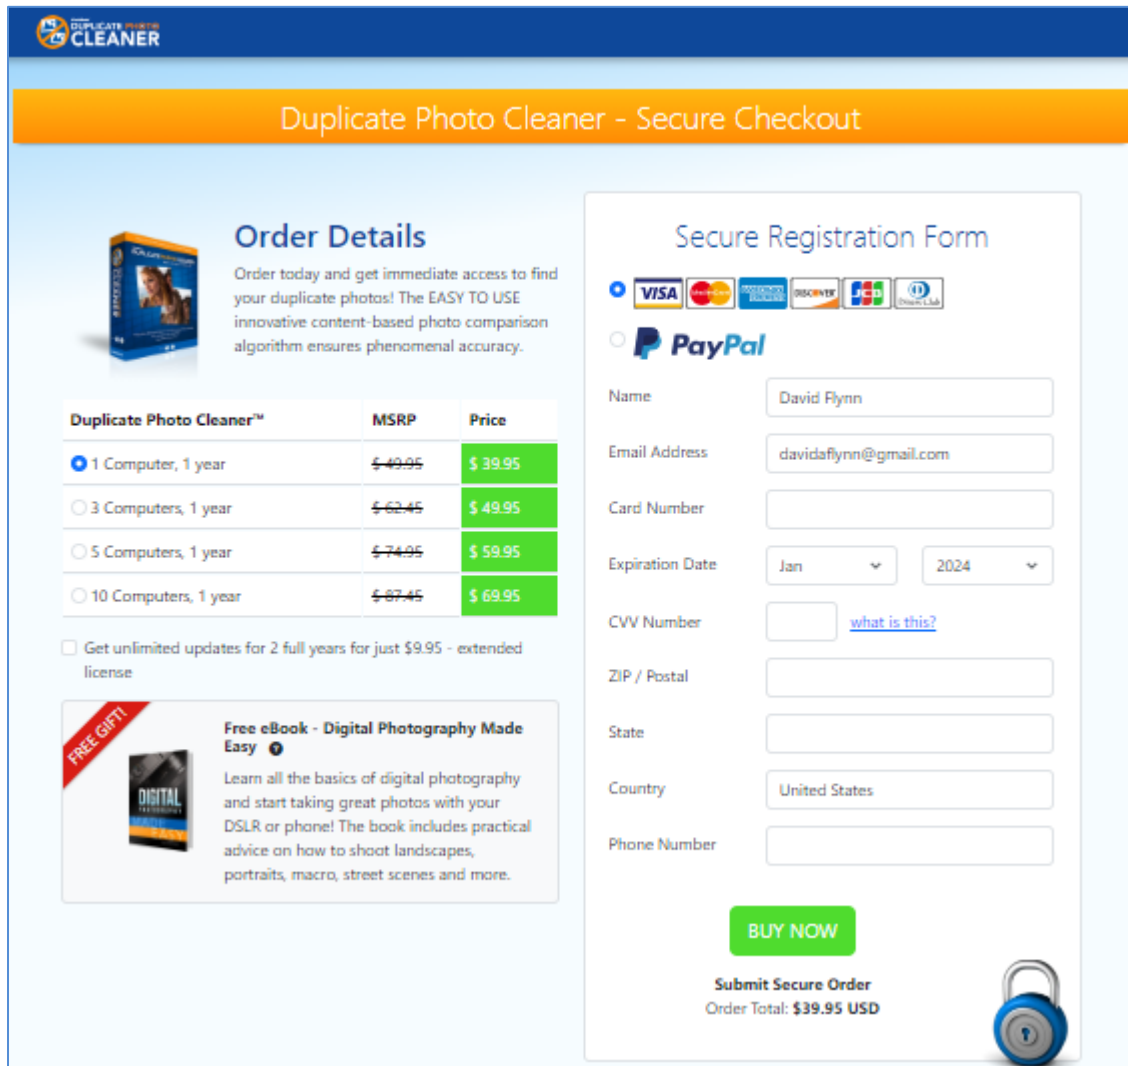 DUPLICATE PHOTO
CLEANER
Duplicate Photo Cleaner - Secure Checkout
Order Details
Order today and get immediate access to find
your duplicate photos! The EASY TO USE
innovative content-based photo comparison
algorithm ensures phenomenal accuracy.
Duplicate Photo Cleaner™ MSRP Price
1 Computer, 1 year $ 49.95 $ 39.95
3 Computers, 1 year $ 62.45 $ 49.95
5 Computers, 1 year $ 74.95 $ 59.95
10 Computers, 1 year $ 87.45 $ 69.95
Get unlimited updates for 2 full years for just $9.95 - extended
license
FREE GIFT!
Free eBook - Digital Photography Made
Easy ?
Learn all the basics of digital photography
and start taking great photos with your
DSLR or phone! The book includes practical
advice on how to shoot landscapes,
portraits, macro, street scenes and more.
DIGITAL
PHOTOGRAPHY
MADE
EASY
Secure Registration Form
VISA MasterCard AMERICAN EXPRESS DISCOVER JCB Diners Club
PayPal
Name David Flynn
Email Address davidaflynn@gmail.com
Card Number
Expiration Date Jan 2024
CVV Number what is this?
ZIP / Postal
State
Country United States
Phone Number
BUY NOW
Submit Secure Order
Order Total: $39.95 USD